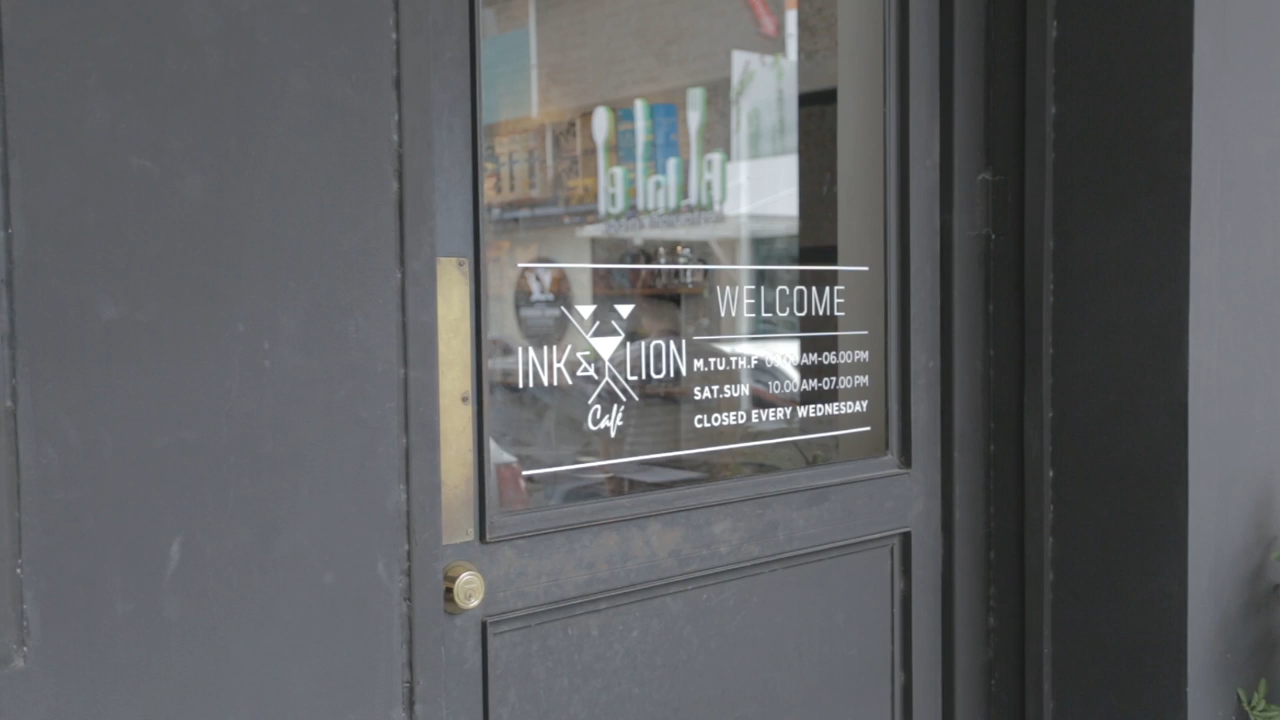 WELCOME
INK & LION
Café
M.TU.TH.F 09.00 AM-06.00 PM
SAT.SUN 10.00 AM-07.00 PM
CLOSED EVERY WEDNESDAY